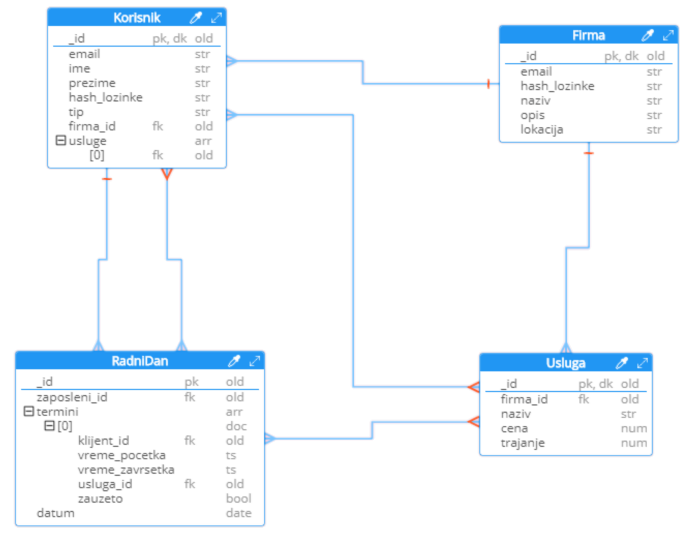 Korisnik
_id pk, dk old
email str
ime str
prezime str
hash_lozinke str
tip str
firma_id fk old
usluge arr
[0] fk old
Firma
_id pk, dk old
email str
hash_lozinke str
naziv str
opis str
lokacija str
RadniDan
_id pk old
zaposleni_id fk old
termini arr
[0] doc
klijent_id fk old
vreme_pocetka ts
vreme_zavrsetka ts
usluga_id fk old
zauzeto bool
datum date
Usluga
_id pk, dk old
firma_id fk old
naziv str
cena num
trajanje num